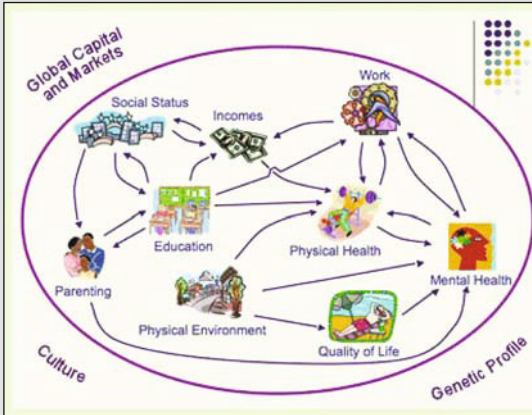 Global Capital
and Markets
Work
Social Status
Incomes
Education
Physical Health
Mental Health
Parenting
Physical Environment
Quality of Life
Culture
Genetic Profile